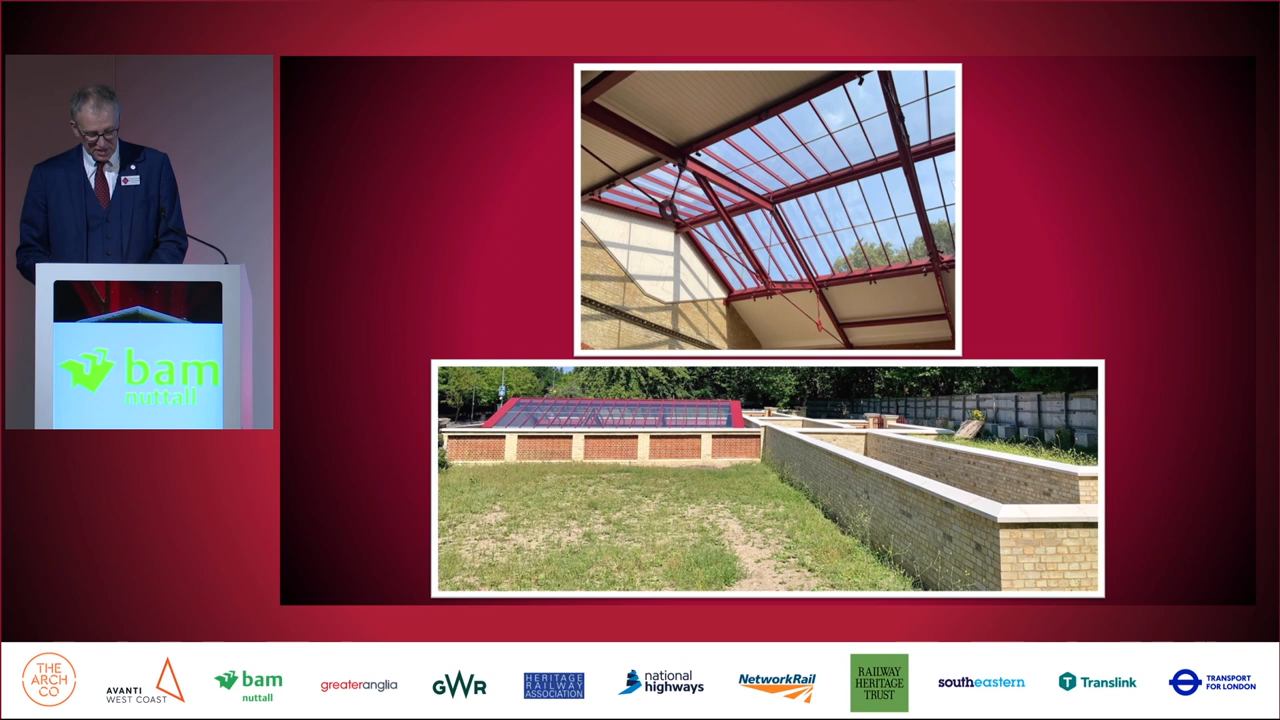 bam
nuttall
THE
ARCH
CO
AVANTI
WEST COAST
bam
nuttall
greateranglia
GWR
HERITAGE
RAILWAY
ASSOCIATION
national
highways
NetworkRail
RAILWAY
HERITAGE
TRUST
southeastern
Translink
TRANSPORT
FOR LONDON